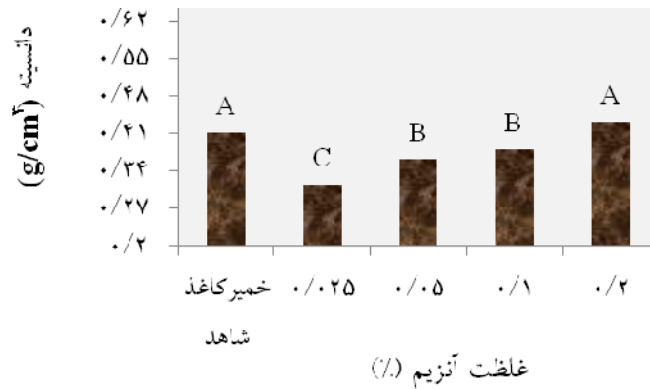 دانسیته (g/cm³)
۰/۶۲
۰/۵۵
۰/۴۸
۰/۴۱
۰/۳۴
۰/۲۷
۰/۲
A
C
B
B
A
خمیرکاغذ شاهد
۰/۰۲۵
۰/۰۵
۰/۱
۰/۲
غلظت آنزیم (٪)